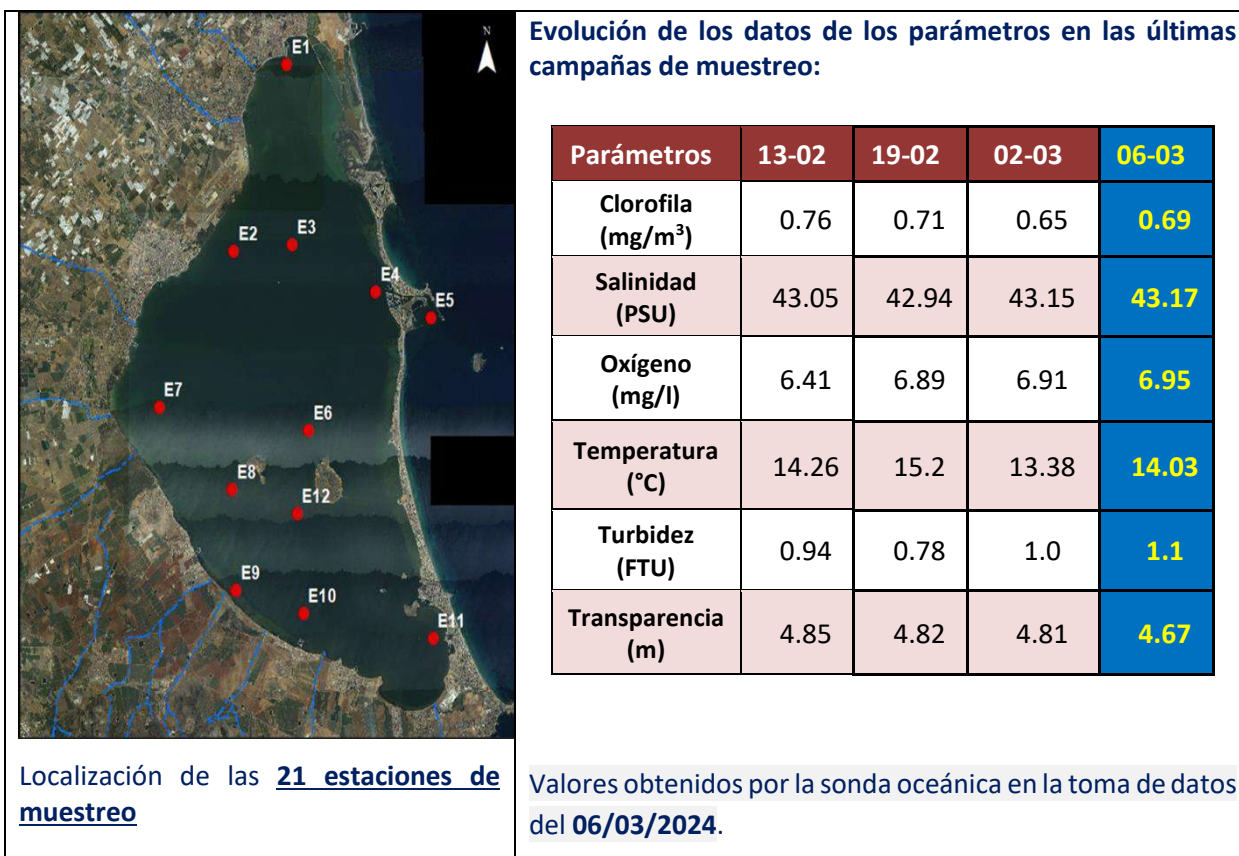 N
E1
E2
E3
E4
E5
E7
E6
E8
E12
E9
E10
E11
Localización de las 21 estaciones de
muestreo
Evolución de los datos de los parámetros en las últimas
campañas de muestreo:
Parámetros 13-02 19-02 02-03 06-03
Clorofila
(mg/m³) 0.76 0.71 0.65 0.69
Salinidad
(PSU) 43.05 42.94 43.15 43.17
Oxígeno
(mg/l) 6.41 6.89 6.91 6.95
Temperatura
(°C) 14.26 15.2 13.38 14.03
Turbidez
(FTU) 0.94 0.78 1.0 1.1
Transparencia
(m) 4.85 4.82 4.81 4.67
Valores obtenidos por la sonda oceánica en la toma de datos
del 06/03/2024.